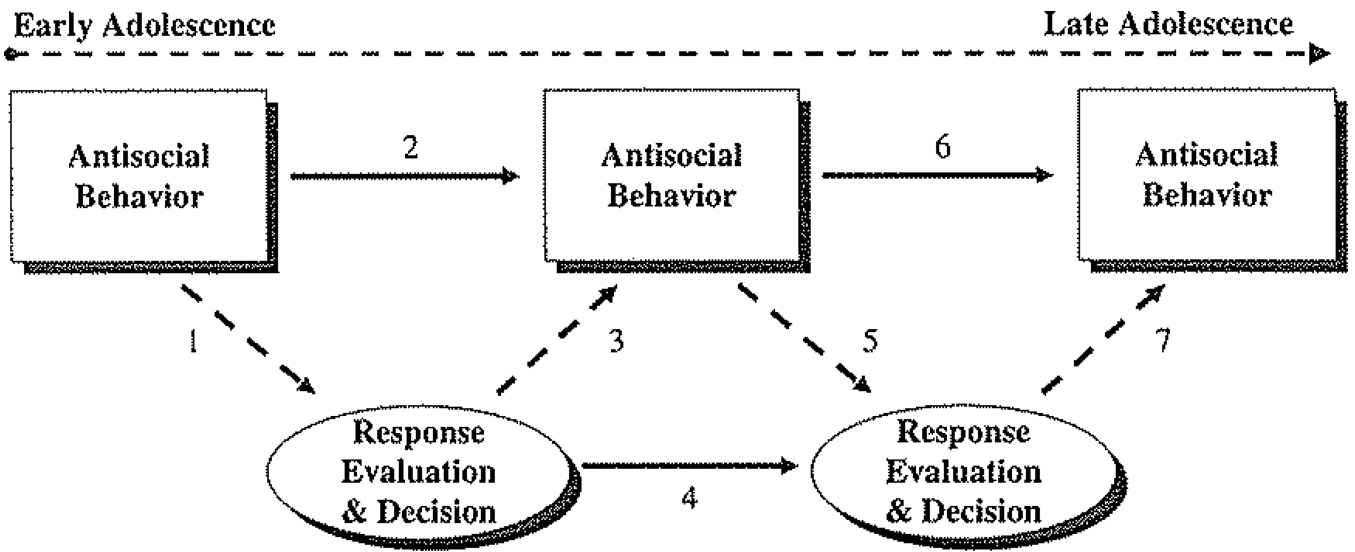 Early Adolescence
Late Adolescence
Antisocial
Behavior
2
Antisocial
Behavior
6
Antisocial
Behavior
1
3
5
7
Response
Evaluation
& Decision
4
Response
Evaluation
& Decision